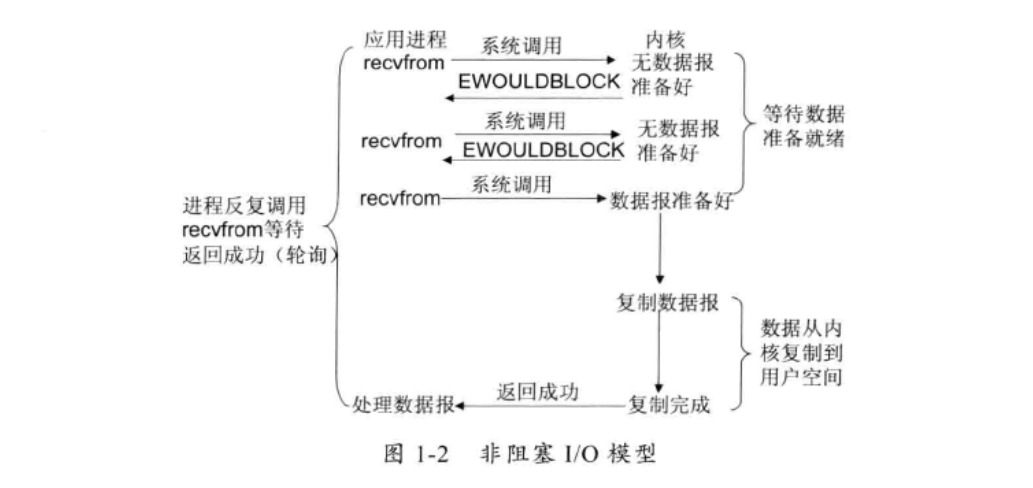 应用进程
系统调用
内核
recvfrom
无数据报
EWOULDBLOCK
准备好
等待数据
准备就绪
系统调用
无数据报
recvfrom
EWOULDBLOCK
准备好
系统调用
recvfrom
数据报准备好
进程反复调用
recvfrom等待
返回成功（轮询）
复制数据报
数据从内
核复制到
用户空间
返回成功
处理数据报
复制完成
图 1-2 非阻塞 I/O 模型